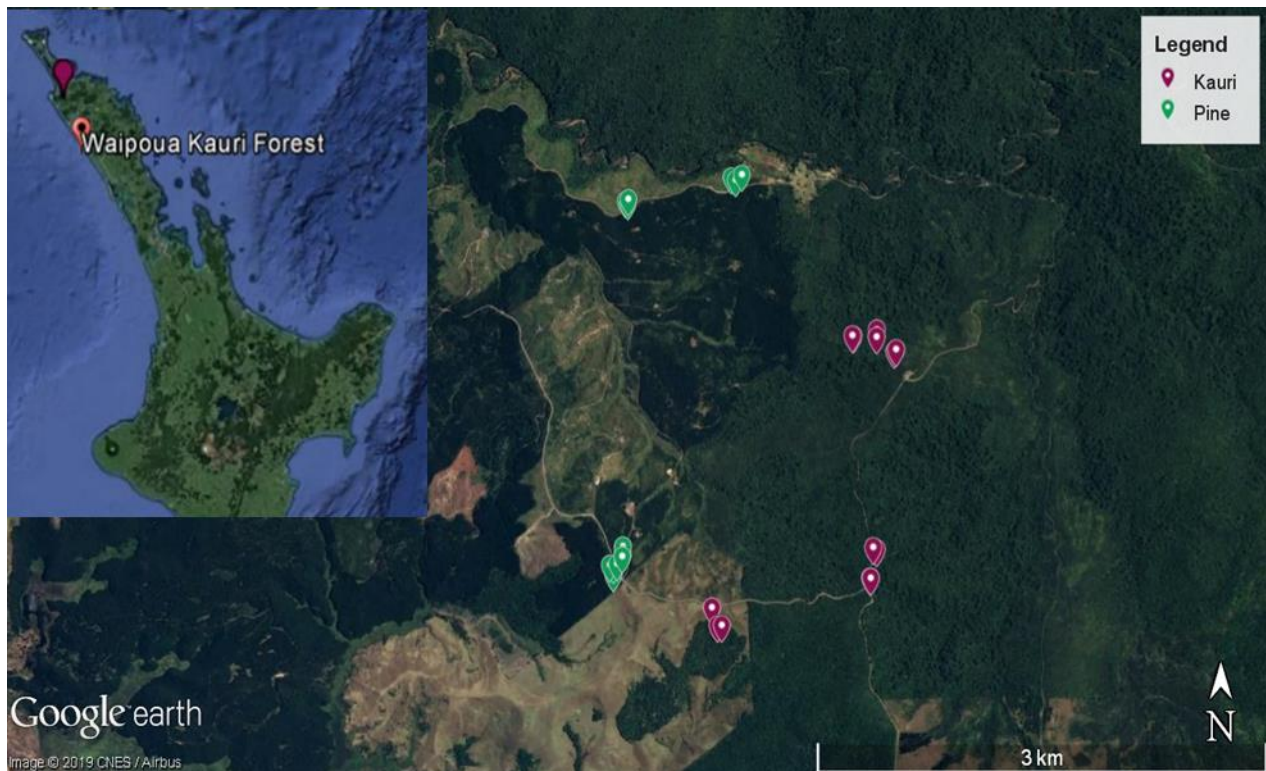 Waipoua Kauri Forest
Legend
Kauri
Pine
Google earth
Image © 2019 CNES / Airbus
3 km
N